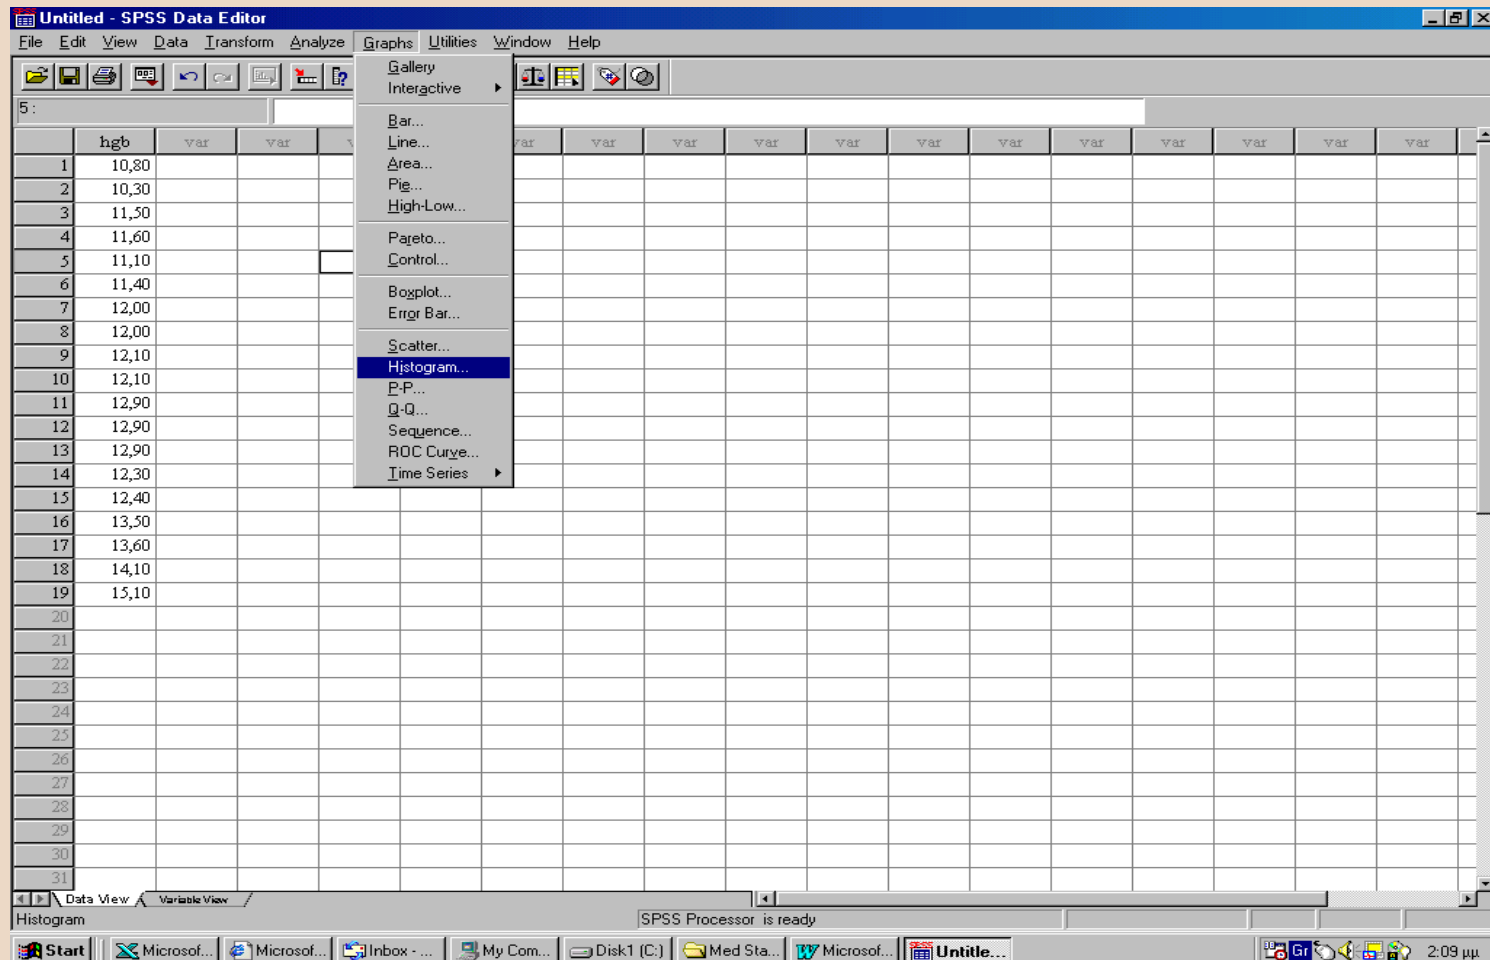 Untitled - SPSS Data Editor
File Edit View Data Transform Analyze Graphs Utilities Window Help
5 :
hgb var var var var var var var var var var var var var var
Gallery
Interactive
Bar...
Line...
Area...
Pie...
High-Low...
Pareto...
Control...
Boxplot...
Error Bar...
Scatter...
Histogram...
P-P...
Q-Q...
Sequence...
ROC Curve...
Time Series
1 10,80
2 10,30
3 11,50
4 11,60
5 11,10
6 11,40
7 12,00
8 12,00
9 12,10
10 12,10
11 12,90
12 12,90
13 12,90
14 12,30
15 12,40
16 13,50
17 13,60
18 14,10
19 15,10
20
21
22
23
24
25
26
27
28
29
30
31
Data View Variable View
Histogram SPSS Processor is ready
Start Microsof... Microsof... Inbox - ... My Com... Disk1 (C:) Med Sta... Microsof... Untitle... Gr 2:09 μμ